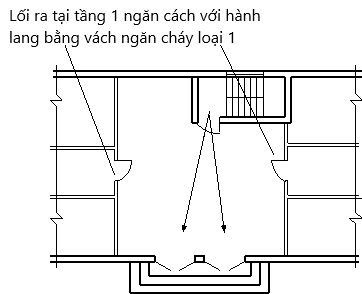 Lối ra tại tầng 1 ngăn cách với hành
lang bằng vách ngăn cháy loại 1